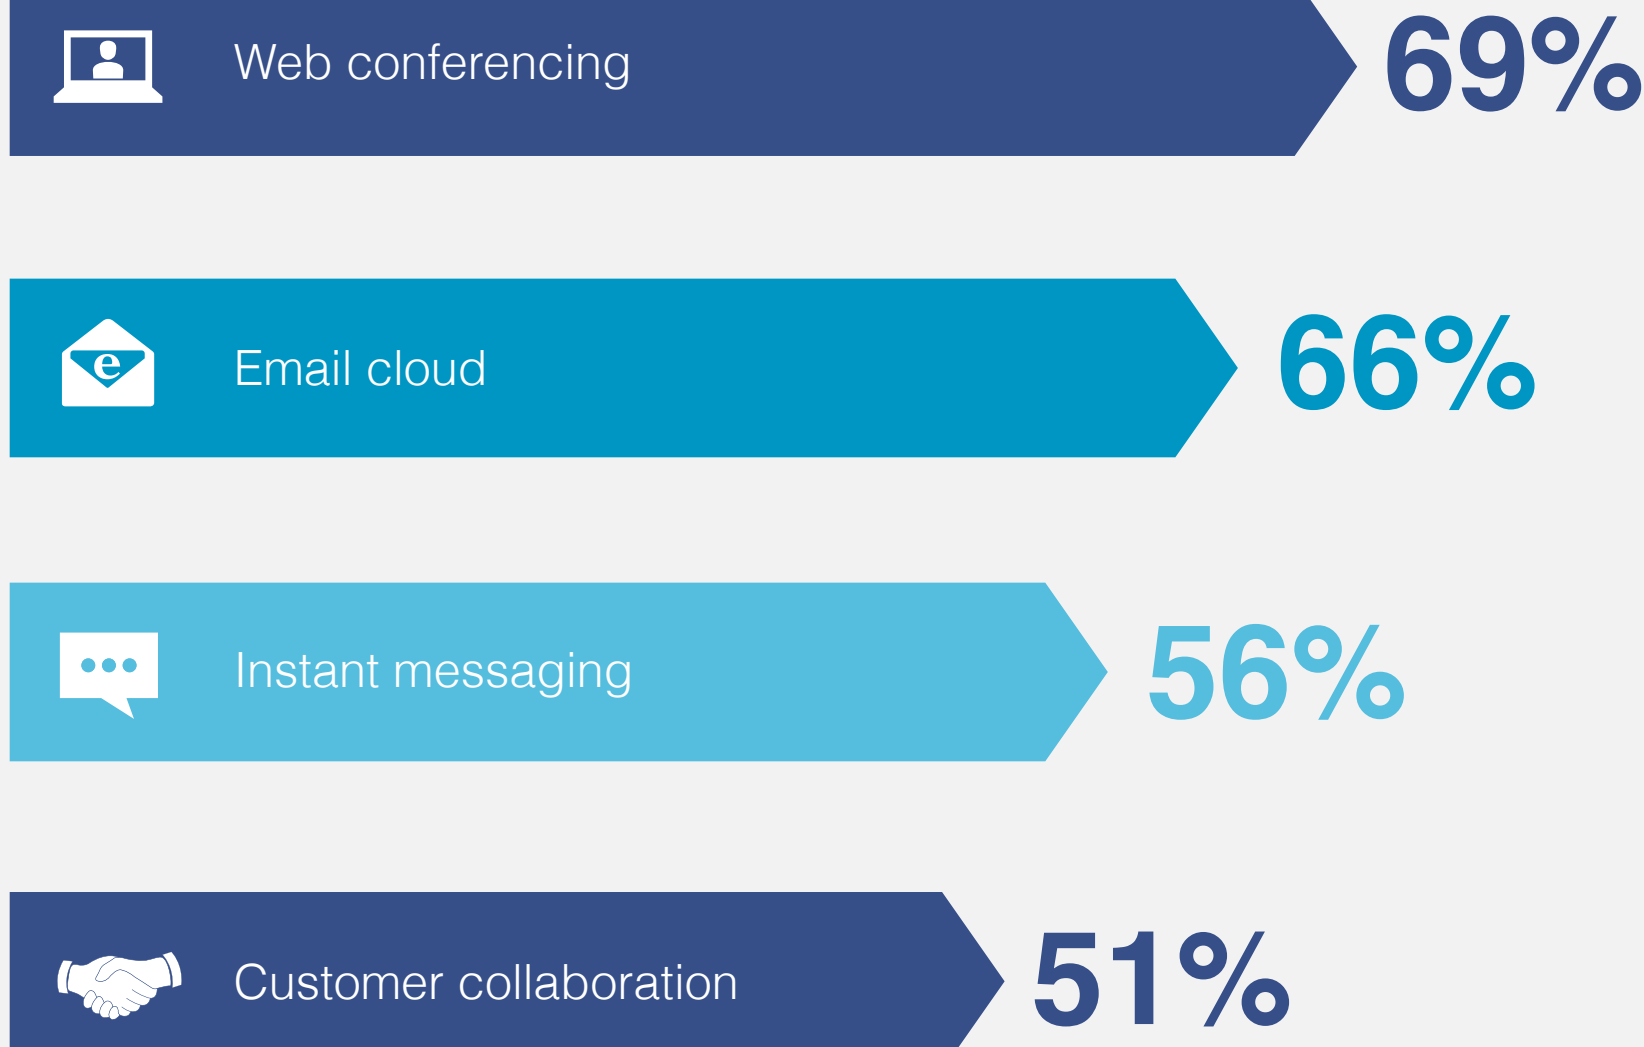 Web conferencing 69%
e
Email cloud 66%
Instant messaging 56%
Customer collaboration 51%